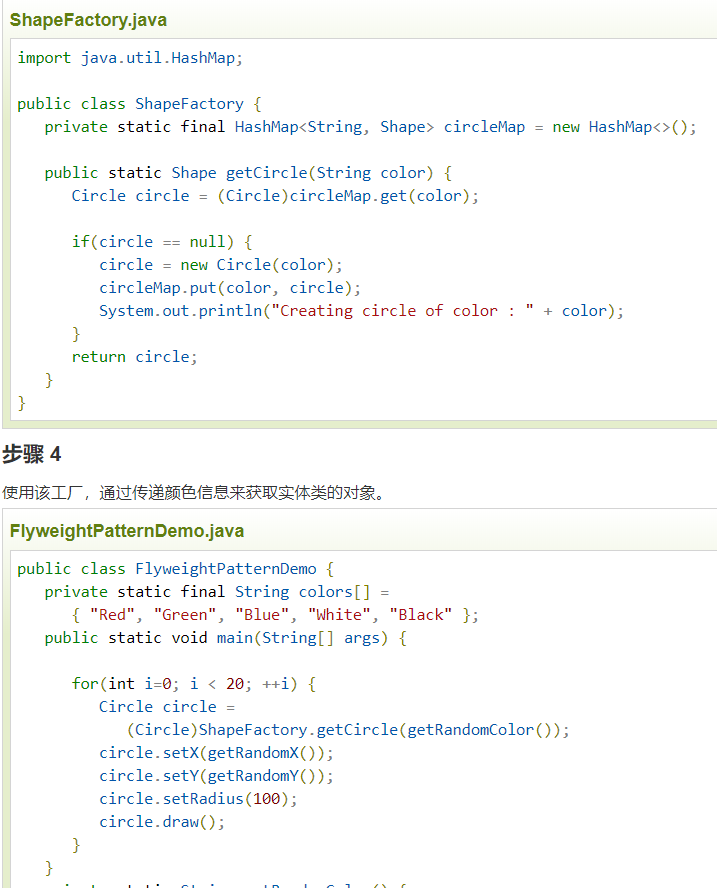 ShapeFactory.java
import java.util.HashMap;
public class ShapeFactory {
private static final HashMap<String, Shape> circleMap = new HashMap<>();
public static Shape getCircle(String color) {
Circle circle = (Circle)circleMap.get(color);
if(circle == null) {
circle = new Circle(color);
circleMap.put(color, circle);
System.out.println("Creating circle of color : " + color);
}
return circle;
}
}
步骤 4
使用该工厂，通过传递颜色信息来获取实体类的对象。
FlyweightPatternDemo.java
public class FlyweightPatternDemo {
private static final String colors[] =
{ "Red", "Green", "Blue", "White", "Black" };
public static void main(String[] args) {
for(int i=0; i < 20; ++i) {
Circle circle =
(Circle)ShapeFactory.getCircle(getRandomColor());
circle.setX(getRandomX());
circle.setY(getRandomY());
circle.setRadius(100);
circle.draw();
}
}